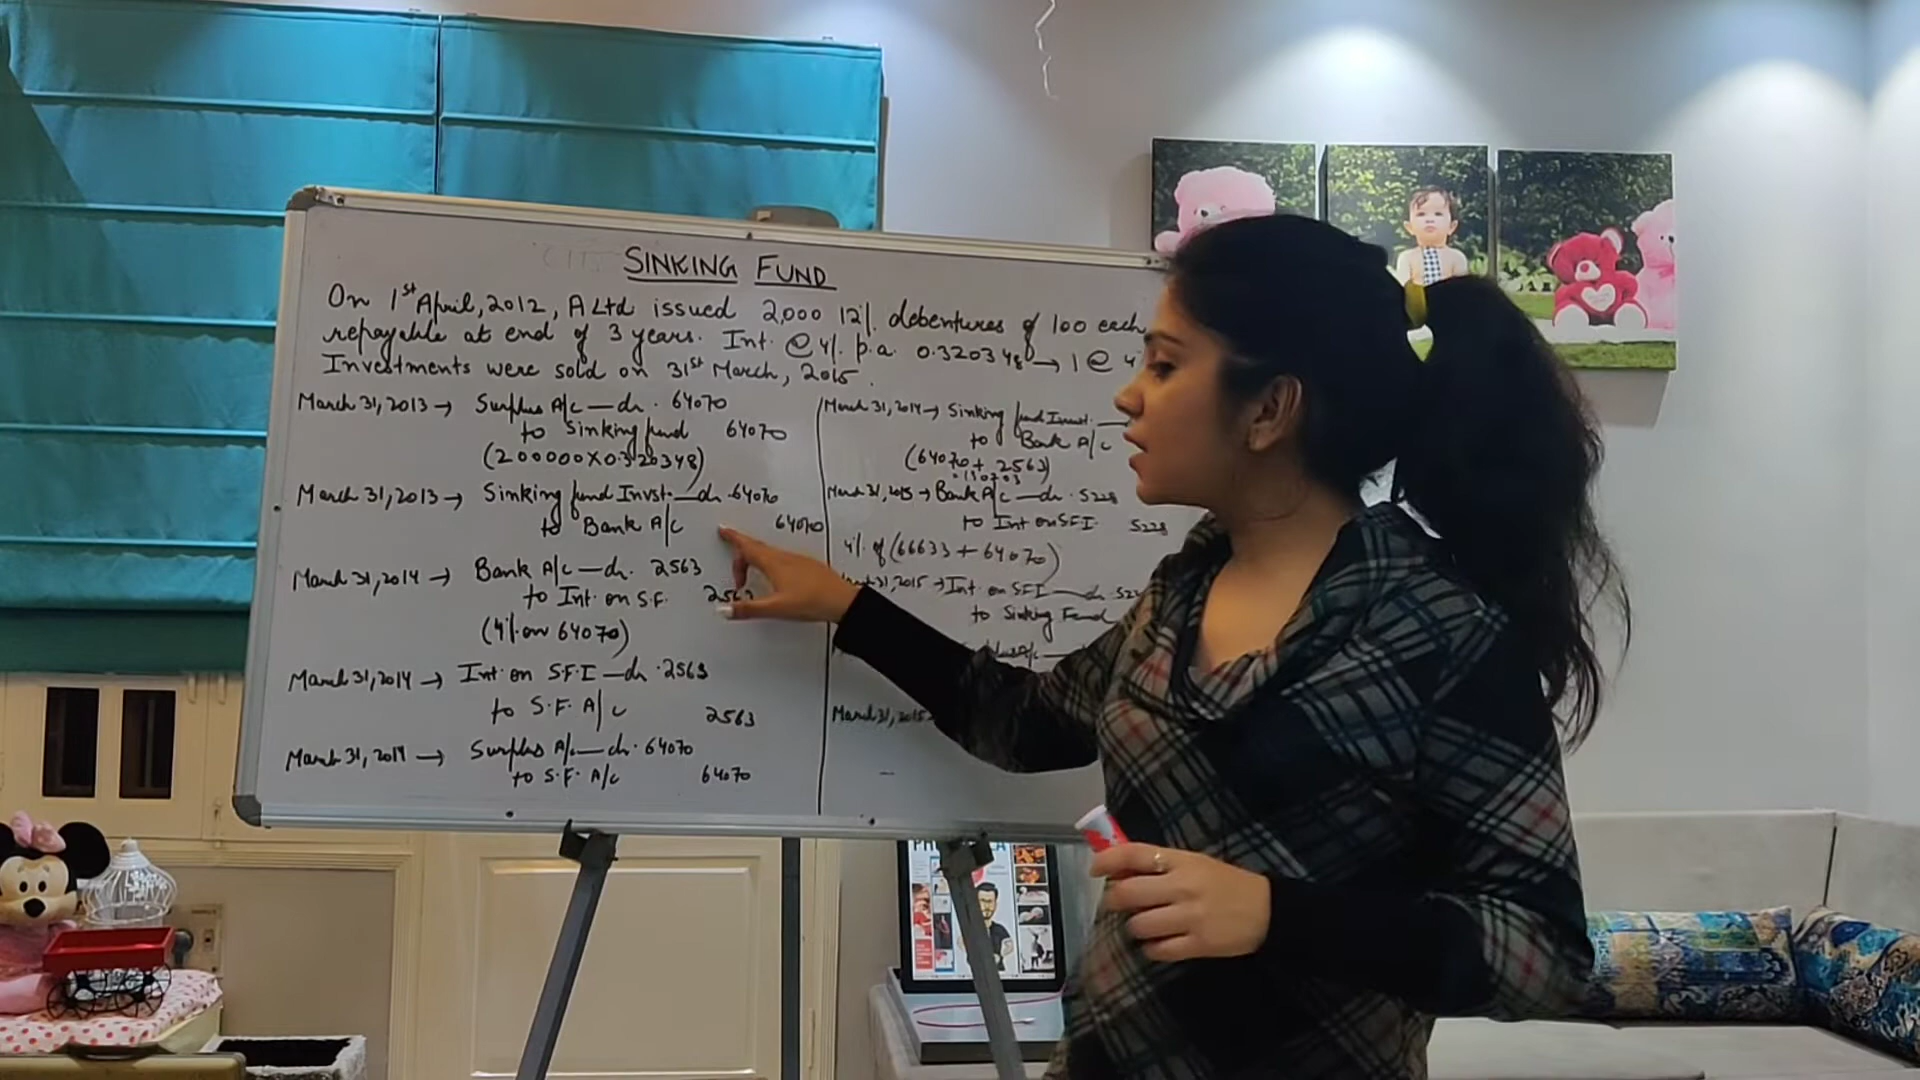 SINKING FUND
On 1st April, 2012, A Ltd issued 2,000 12% debentures of 100 each
repayable at end of 3 years. Int. @ 4% p.a. 0.320348 → 1 @ 4
Investments were sold on 31st March, 2015.
March 31, 2013 → Surplus A/c — dr. 64070
to Sinking fund 64070
(200000 X 0.320348)
March 31, 2013 → Sinking fund Invst. — dr. 64070
to Bank A/c 64070
March 31, 2014 → Bank A/c — dr. 2563
to Int. on S.F. 2563
(4% on 64070)
March 31, 2014 → Int. on S.F.I — dr. 2563
to S.F. A/c 2563
March 31, 2014 → Surplus A/c — dr. 64070
to S.F. A/c 64070
March 31, 2014 → Sinking fund Invest. —
to Bank A/c
(64070 + 2563)
March 31, 2015 → Bank A/c — dr. 5228
to Int on SFI. 5228
4% of (66633 + 64070)
31, 2015 → Int. on SFI — dr. 522
to Sinking Fund
March 31, 2015